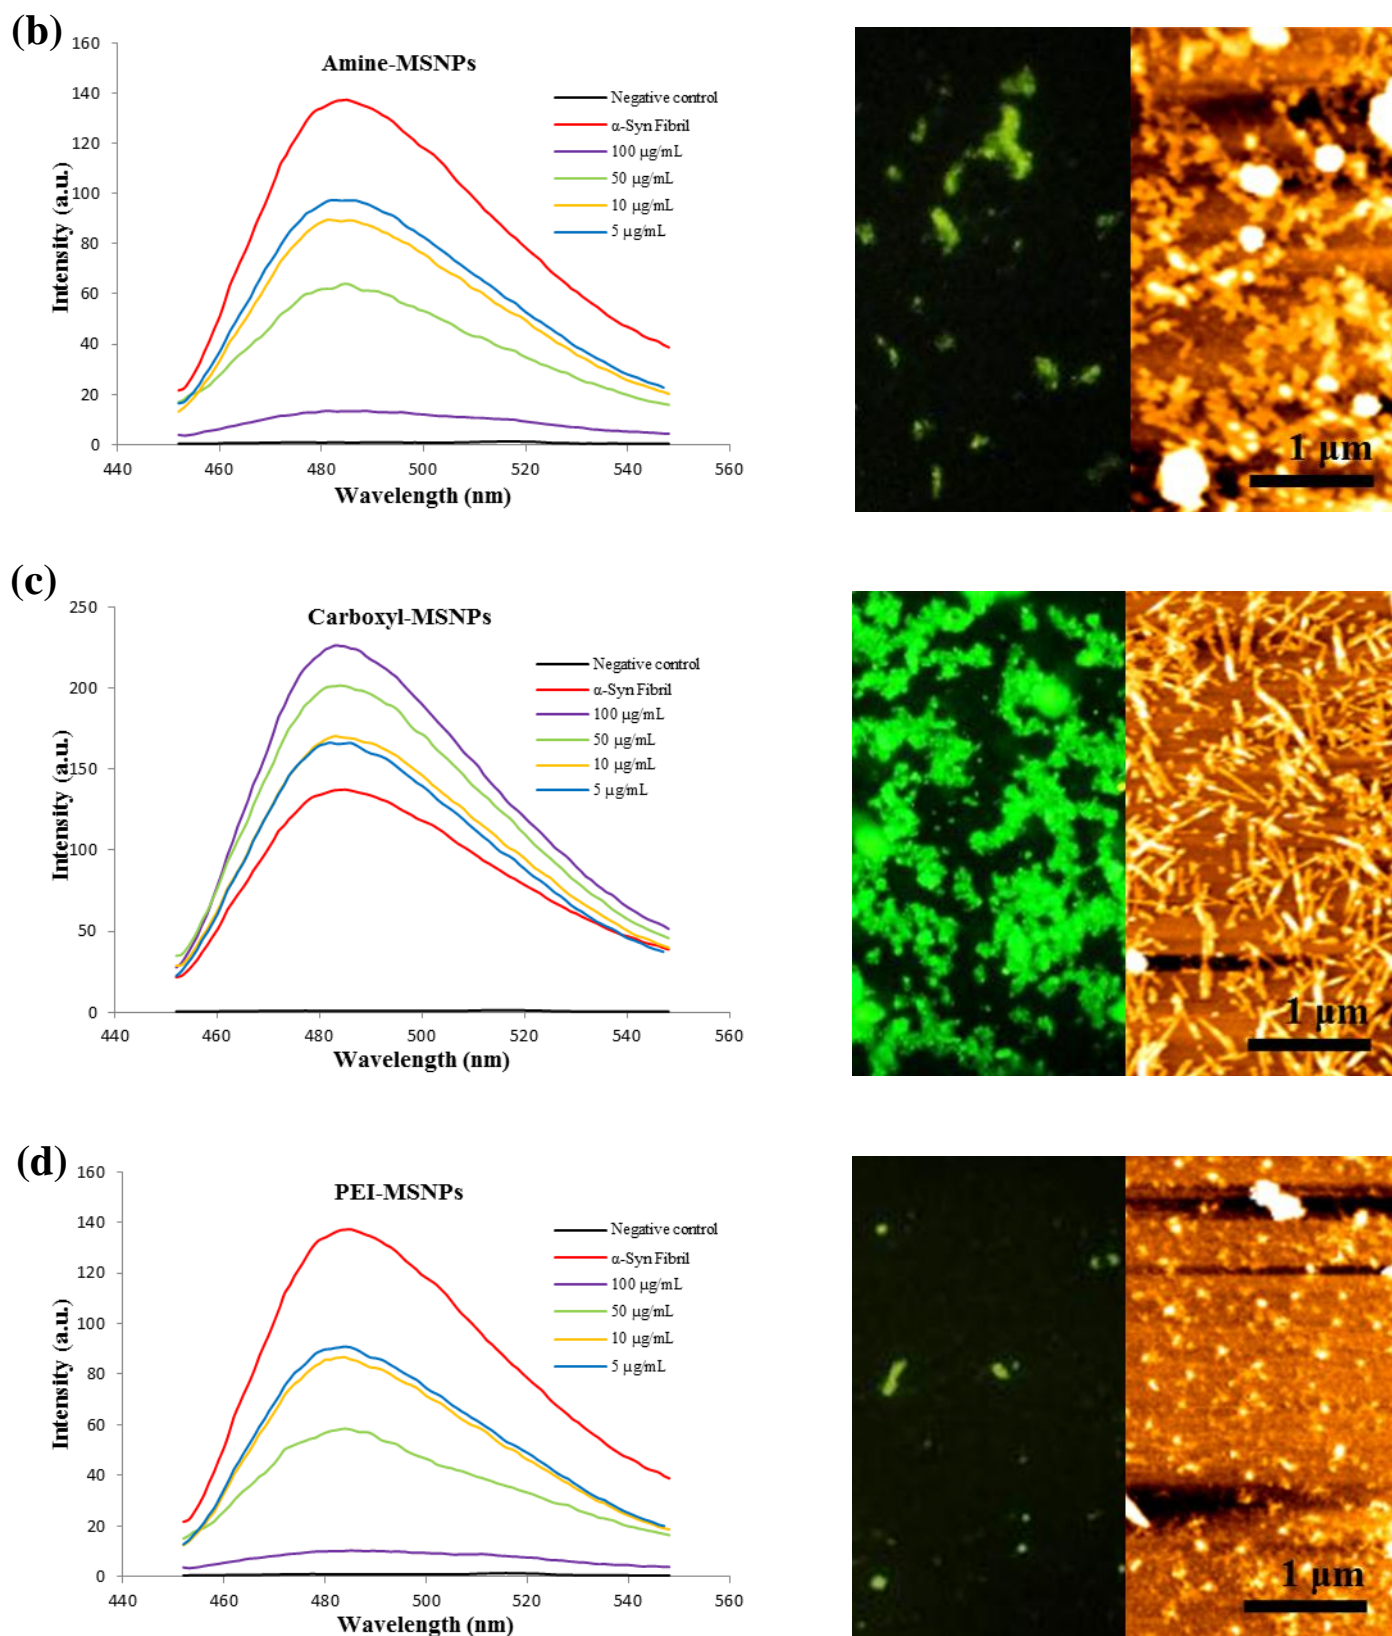 (b)
Amine-MSNPs
Intensity (a.u.)
160
140
120
100
80
60
40
20
0
440
460
480
500
520
540
560
Wavelength (nm)
Negative control
α-Syn Fibril
100 µg/mL
50 µg/mL
10 µg/mL
5 µg/mL
1 µm
(c)
Carboxyl-MSNPs
Intensity (a.u.)
250
200
150
100
50
0
440
460
480
500
520
540
560
Wavelength (nm)
Negative control
α-Syn Fibril
100 µg/mL
50 µg/mL
10 µg/mL
5 µg/mL
1 µm
(d)
PEI-MSNPs
Intensity (a.u.)
160
140
120
100
80
60
40
20
0
440
460
480
500
520
540
560
Wavelength (nm)
Negative control
α-Syn Fibril
100 µg/mL
50 µg/mL
10 µg/mL
5 µg/mL
1 µm